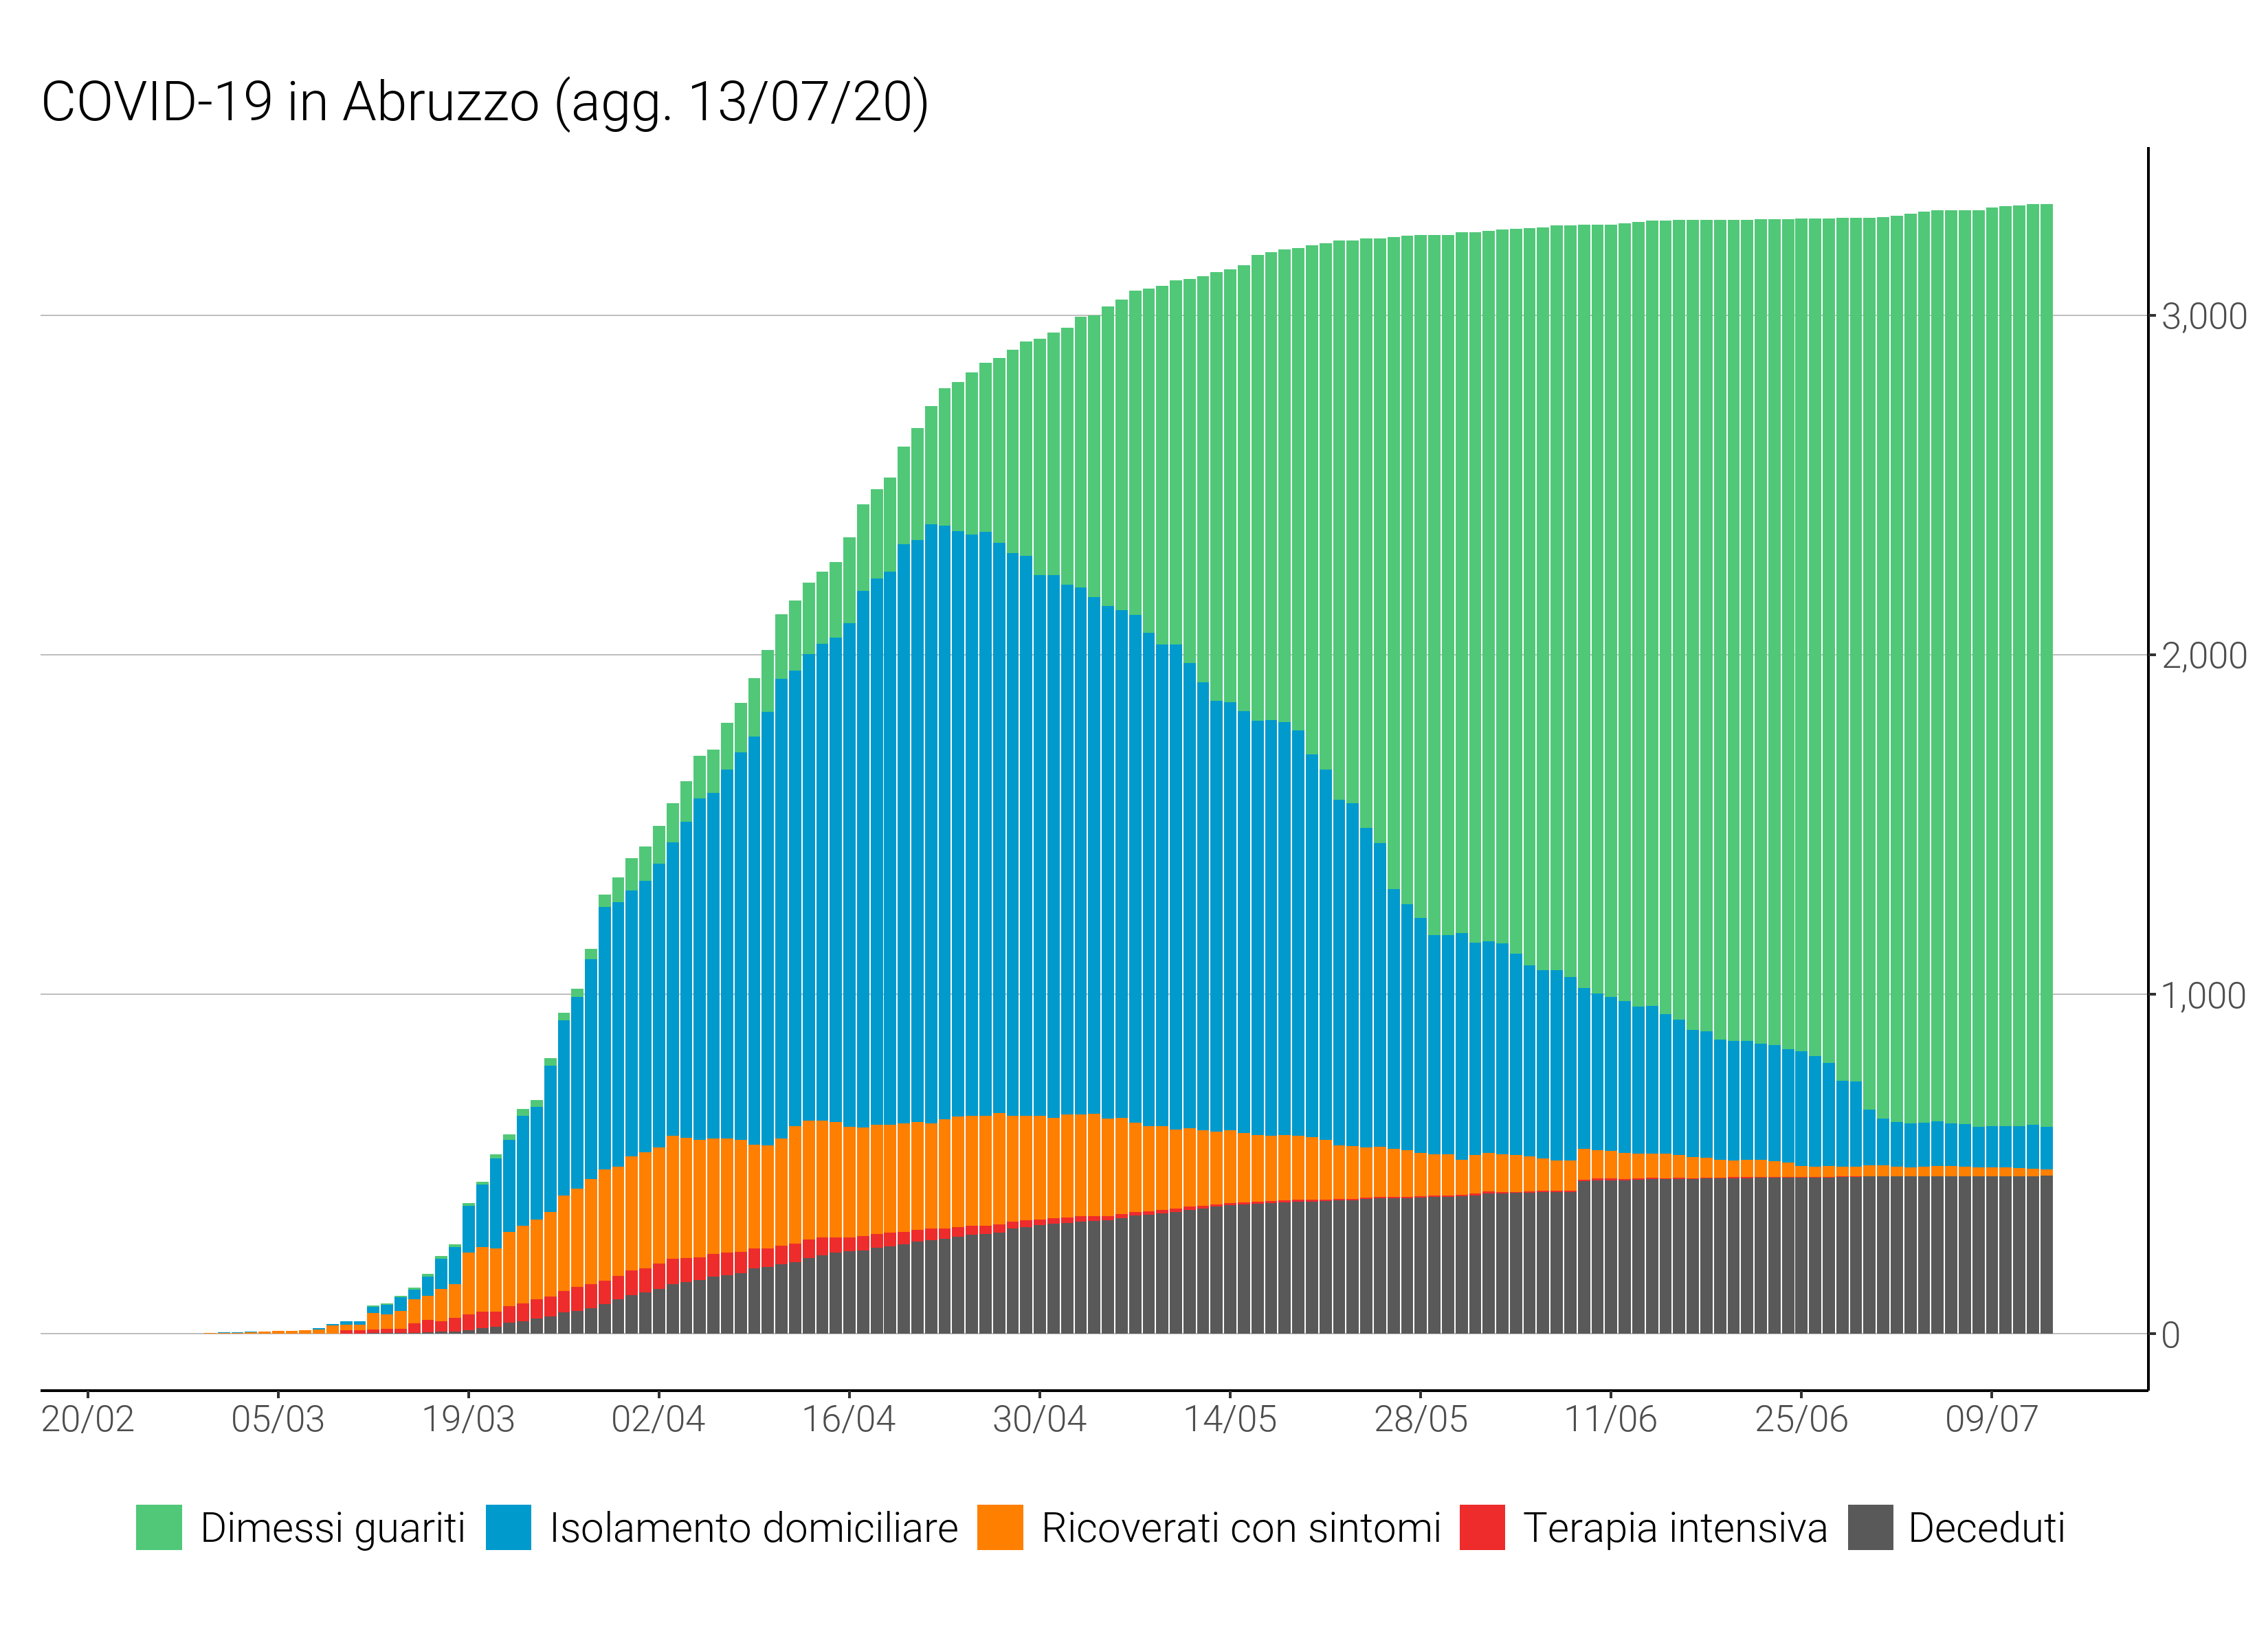 COVID-19 in Abruzzo (agg. 13/07/20)
3,000
2,000
1,000
0
20/02 05/03 19/03 02/04 16/04 30/04 14/05 28/05 11/06 25/06 09/07
Dimessi guariti Isolamento domiciliare Ricoverati con sintomi Terapia intensiva Deceduti